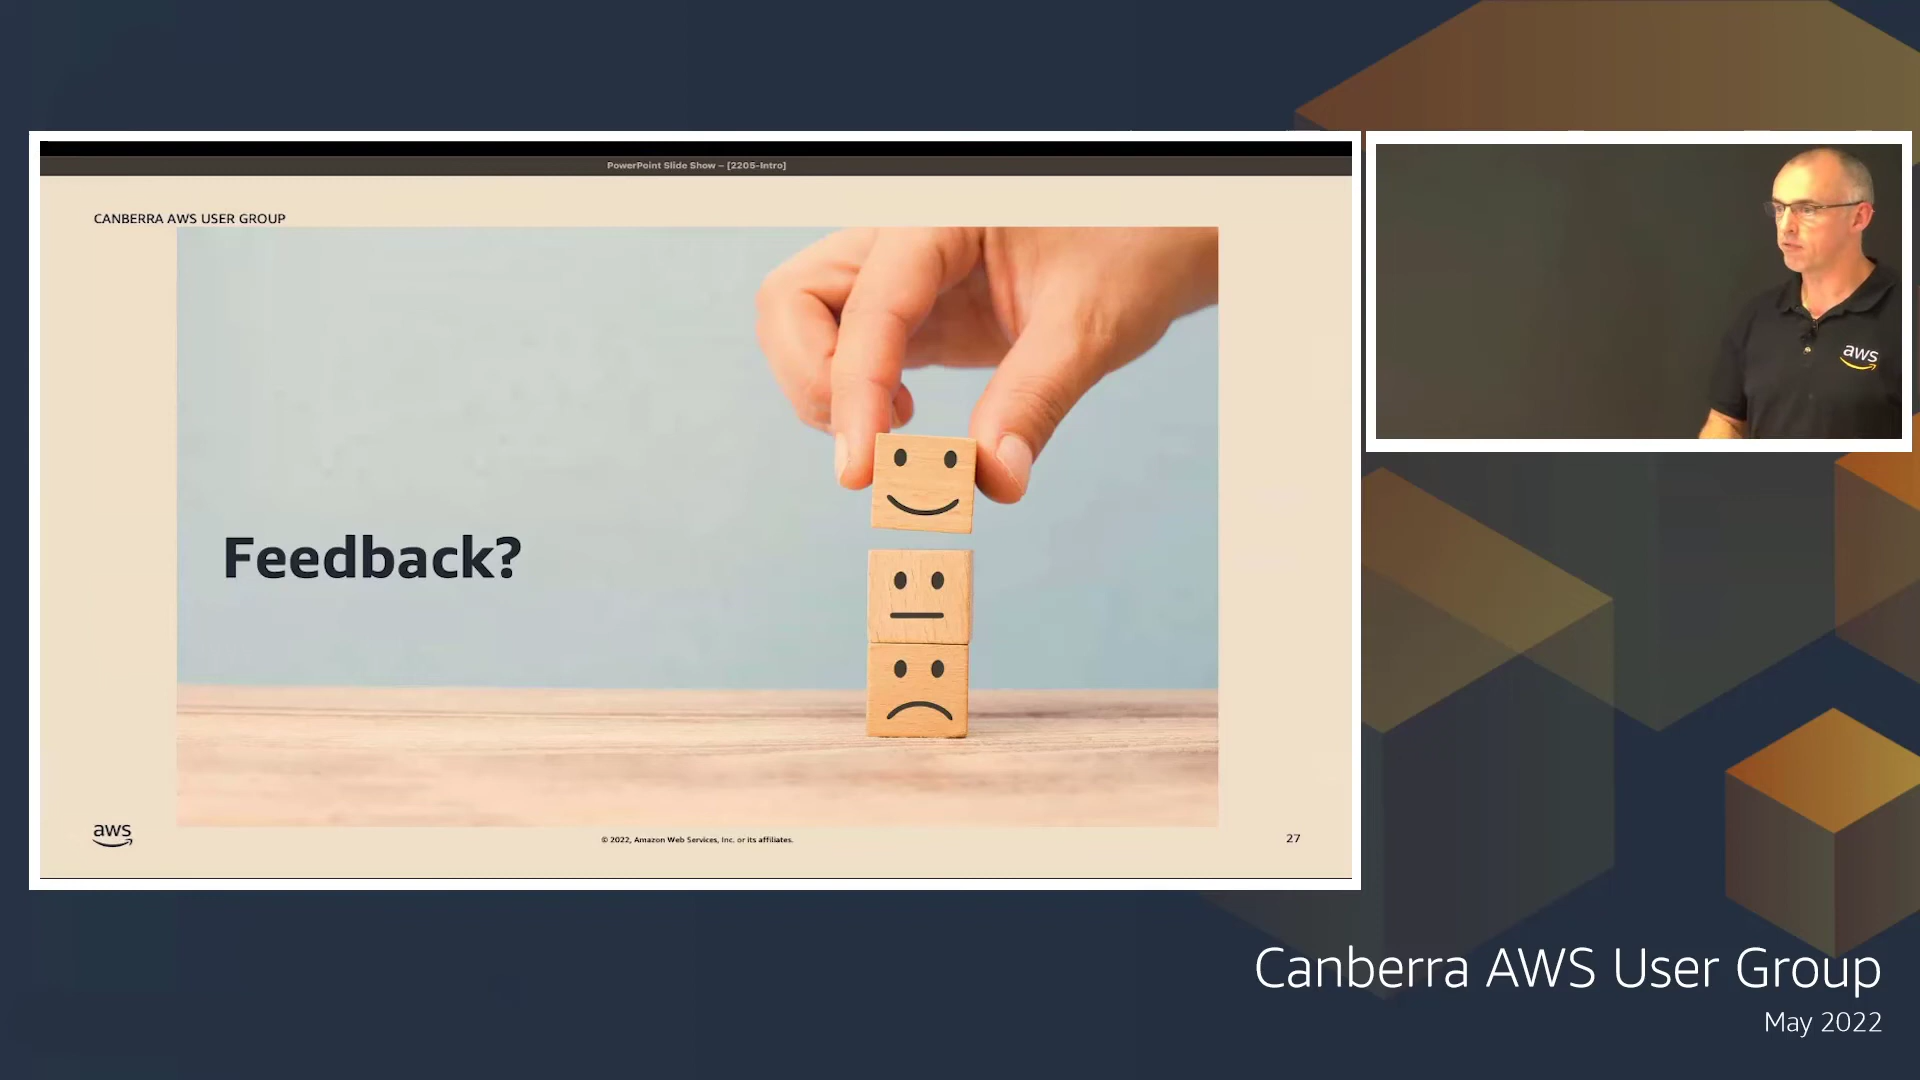 PowerPoint Slide Show – [2205-Intro]
CANBERRA AWS USER GROUP
Feedback?
aws
© 2022, Amazon Web Services, Inc. or its affiliates.
27
aws
Canberra AWS User Group
May 2022